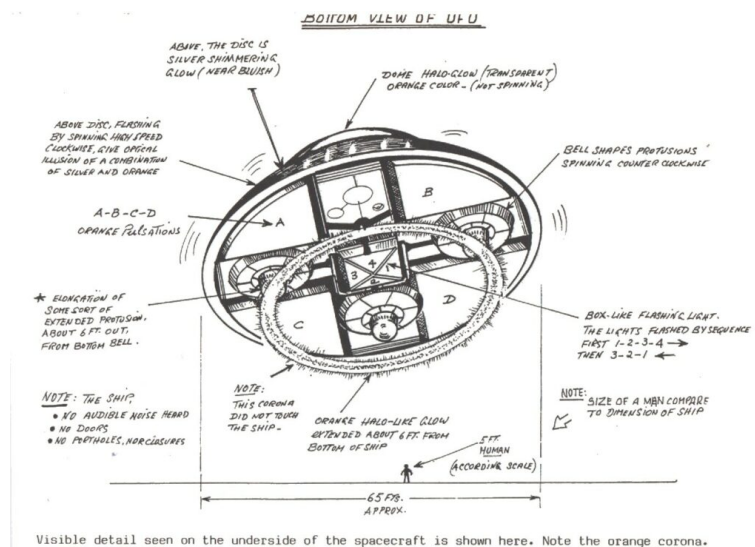 BOTTOM VIEW OF UFO
ABOVE, THE DISC IS
SILVER SHIMMERING
GLOW (NEAR BLUISH)
DOME HALO-GLOW (TRANSPARENT)
ORANGE COLOR - (NOT SPINNING)
ABOVE DISC, FLASHING
BY SPINNING HIGH SPEED
CLOCKWISE, GIVE OPTICAL
ILLUSION OF A COMBINATION
OF SILVER AND ORANGE
BELL SHAPES PROTUSIONS
SPINNING COUNTER CLOCKWISE
A-B-C-D
ORANGE PULSATIONS
A
B
C
D
1
2
3
4
* ELONGATION OF
SOME SORT OF
EXTENDED PROTUSION.
ABOUT 6 FT. OUT,
FROM BOTTOM BELL.
BOX-LIKE FLASHING LIGHT.
THE LIGHTS FLASHED BY SEQUENCE
FIRST 1-2-3-4 →
THEN 3-2-1 ←
NOTE: THE SHIP,
• NO AUDIBLE NOISE HEARD
• NO DOORS
• NO PORTHOLES, NOR CLOSURES
NOTE:
THIS CORONA
DID NOT TOUCH
THE SHIP -
ORANGE HALO-LIKE GLOW
EXTENDED ABOUT 6 FT. FROM
BOTTOM OF SHIP
NOTE:
SIZE OF A MAN COMPARE
TO DIMENSION OF SHIP
5 FT.
HUMAN
(ACCORDING SCALE)
65 FTS.
APPROX.
Visible detail seen on the underside of the spacecraft is shown here. Note the orange corona.